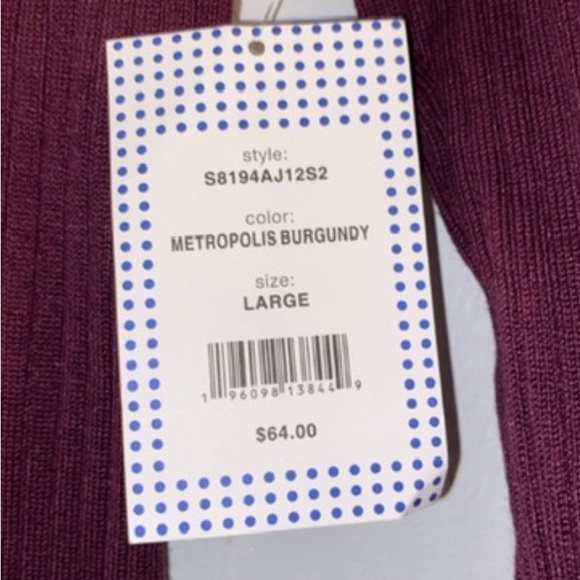 style:
S8194AJ12S2
color:
METROPOLIS BURGUNDY
size:
LARGE
1 96098 13844 9
$64.00